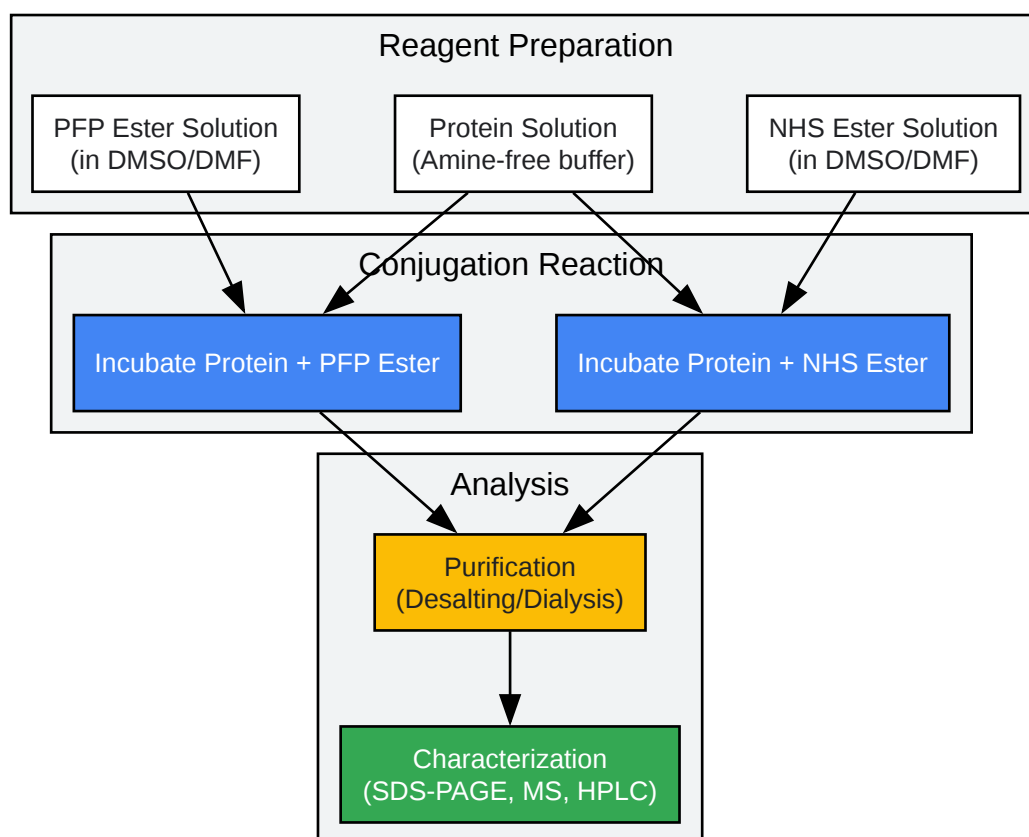 Reagent Preparation
PFP Ester Solution
(in DMSO/DMF)
Protein Solution
(Amine-free buffer)
NHS Ester Solution
(in DMSO/DMF)
Conjugation Reaction
Incubate Protein + PFP Ester
Incubate Protein + NHS Ester
Analysis
Purification
(Desalting/Dialysis)
Characterization
(SDS-PAGE, MS, HPLC)